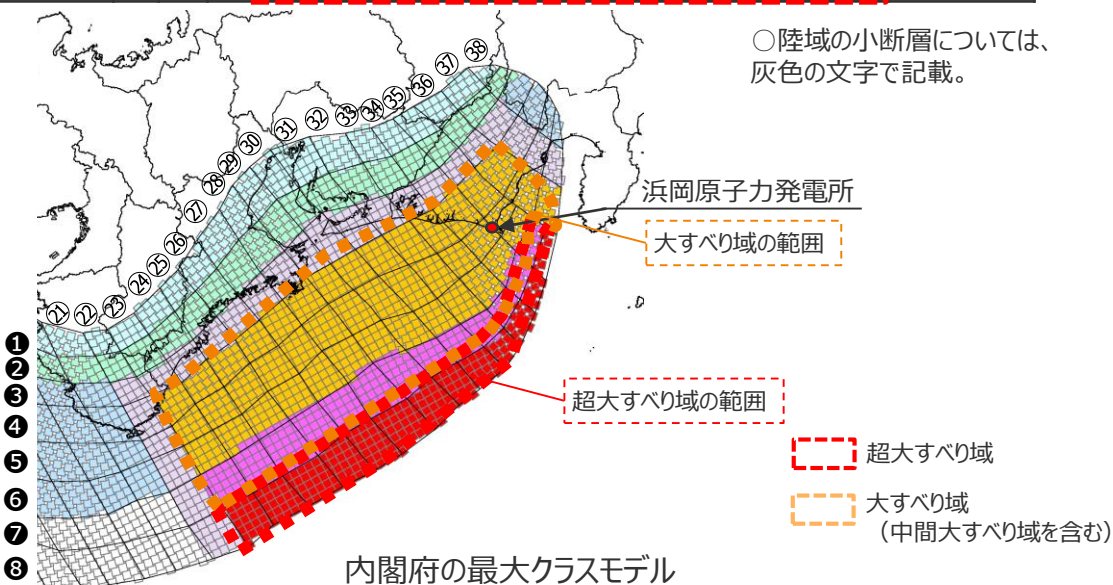 ○陸域の小断層については、
灰色の文字で記載。
㊳
㊲
㊱
㉟
㉞
㉝
㉜
㉛
㉚
㉙
㉘
㉗
㉖
㉕
㉔
㉓
㉒
㉑
浜岡原子力発電所
大すべり域の範囲
❶
❷
❸
❹
❺
❻
❼
❽
超大すべり域の範囲
超大すべり域
大すべり域
(中間大すべり域を含む)
内閣府の最大クラスモデル